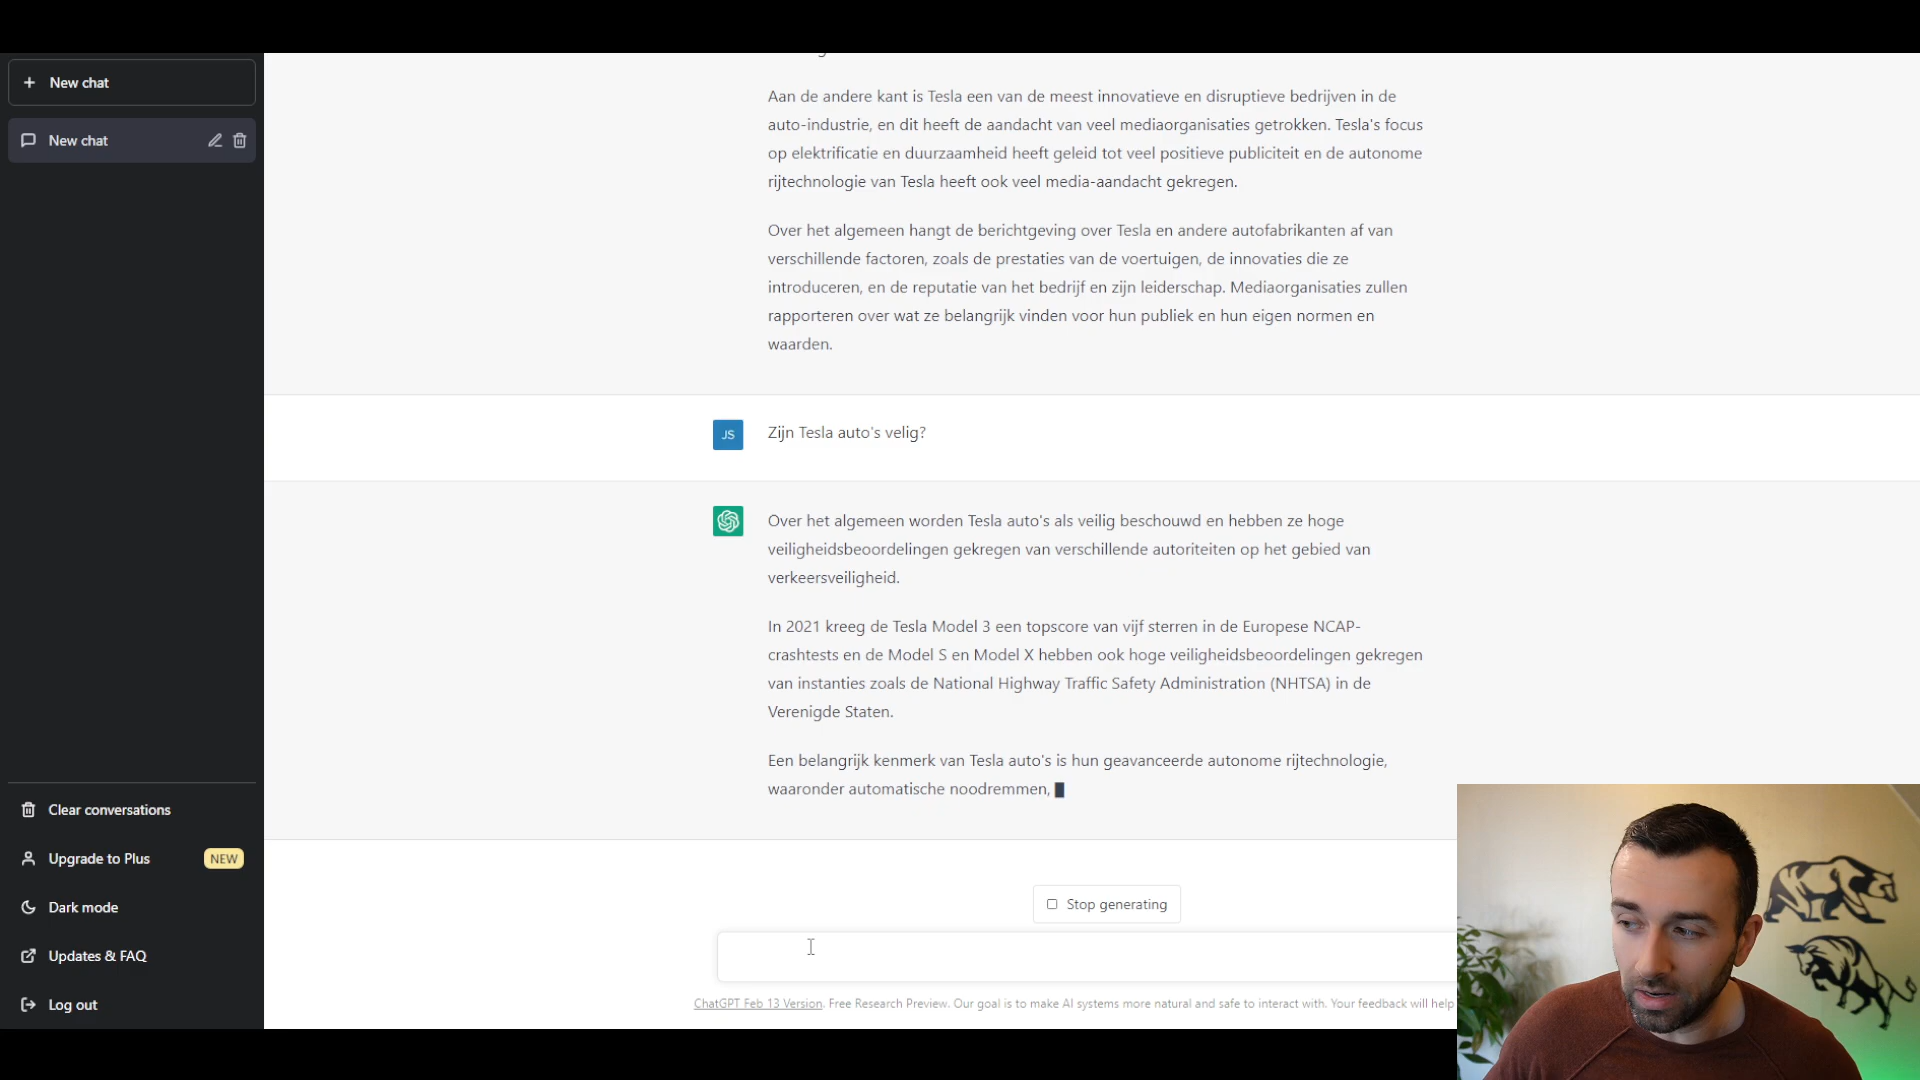 New chat
New chat
Aan de andere kant is Tesla een van de meest innovatieve en disruptieve bedrijven in de
auto-industrie, en dit heeft de aandacht van veel mediaorganisaties getrokken. Tesla's focus
op elektrificatie en duurzaamheid heeft geleid tot veel positieve publiciteit en de autonome
rijtechnologie van Tesla heeft ook veel media-aandacht gekregen.
Over het algemeen hangt de berichtgeving over Tesla en andere autofabrikanten af van
verschillende factoren, zoals de prestaties van de voertuigen, de innovaties die ze
introduceren, en de reputatie van het bedrijf en zijn leiderschap. Mediaorganisaties zullen
rapporteren over wat ze belangrijk vinden voor hun publiek en hun eigen normen en
waarden.
JS Zijn Tesla auto's velig?
Over het algemeen worden Tesla auto's als veilig beschouwd en hebben ze hoge
veiligheidsbeoordelingen gekregen van verschillende autoriteiten op het gebied van
verkeersveiligheid.
In 2021 kreeg de Tesla Model 3 een topscore van vijf sterren in de Europese NCAP-
crashtests en de Model S en Model X hebben ook hoge veiligheidsbeoordelingen gekregen
van instanties zoals de National Highway Traffic Safety Administration (NHTSA) in de
Verenigde Staten.
Een belangrijk kenmerk van Tesla auto's is hun geavanceerde autonome rijtechnologie,
waaronder automatische noodremmen,
Clear conversations
Upgrade to Plus NEW
Dark mode
Updates & FAQ
Log out
Stop generating
ChatGPT Feb 13 Version. Free Research Preview. Our goal is to make AI systems more natural and safe to interact with. Your feedback will help